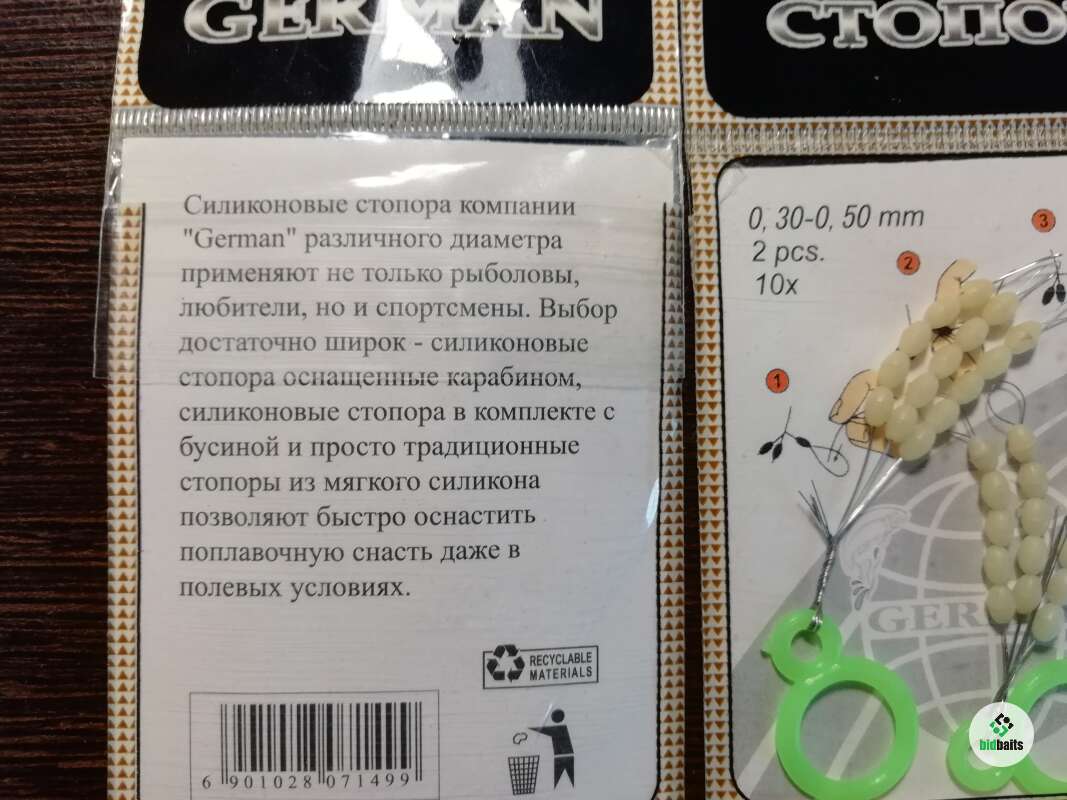 GERMAN
Силиконовые стопора компании
"German" различного диаметра
применяют не только рыболовы,
любители, но и спортсмены. Выбор
достаточно широк - силиконовые
стопора оснащенные карабином,
силиконовые стопора в комплекте с
бусиной и просто традиционные
стопоры из мягкого силикона
позволяют быстро оснастить
поплавочную снасть даже в
полевых условиях.
RECYCLABLE
MATERIALS
6 901028 071499
СТОПО
0, 30-0, 50 mm
2 pcs.
10x
1
2
3
GER
bidbaits